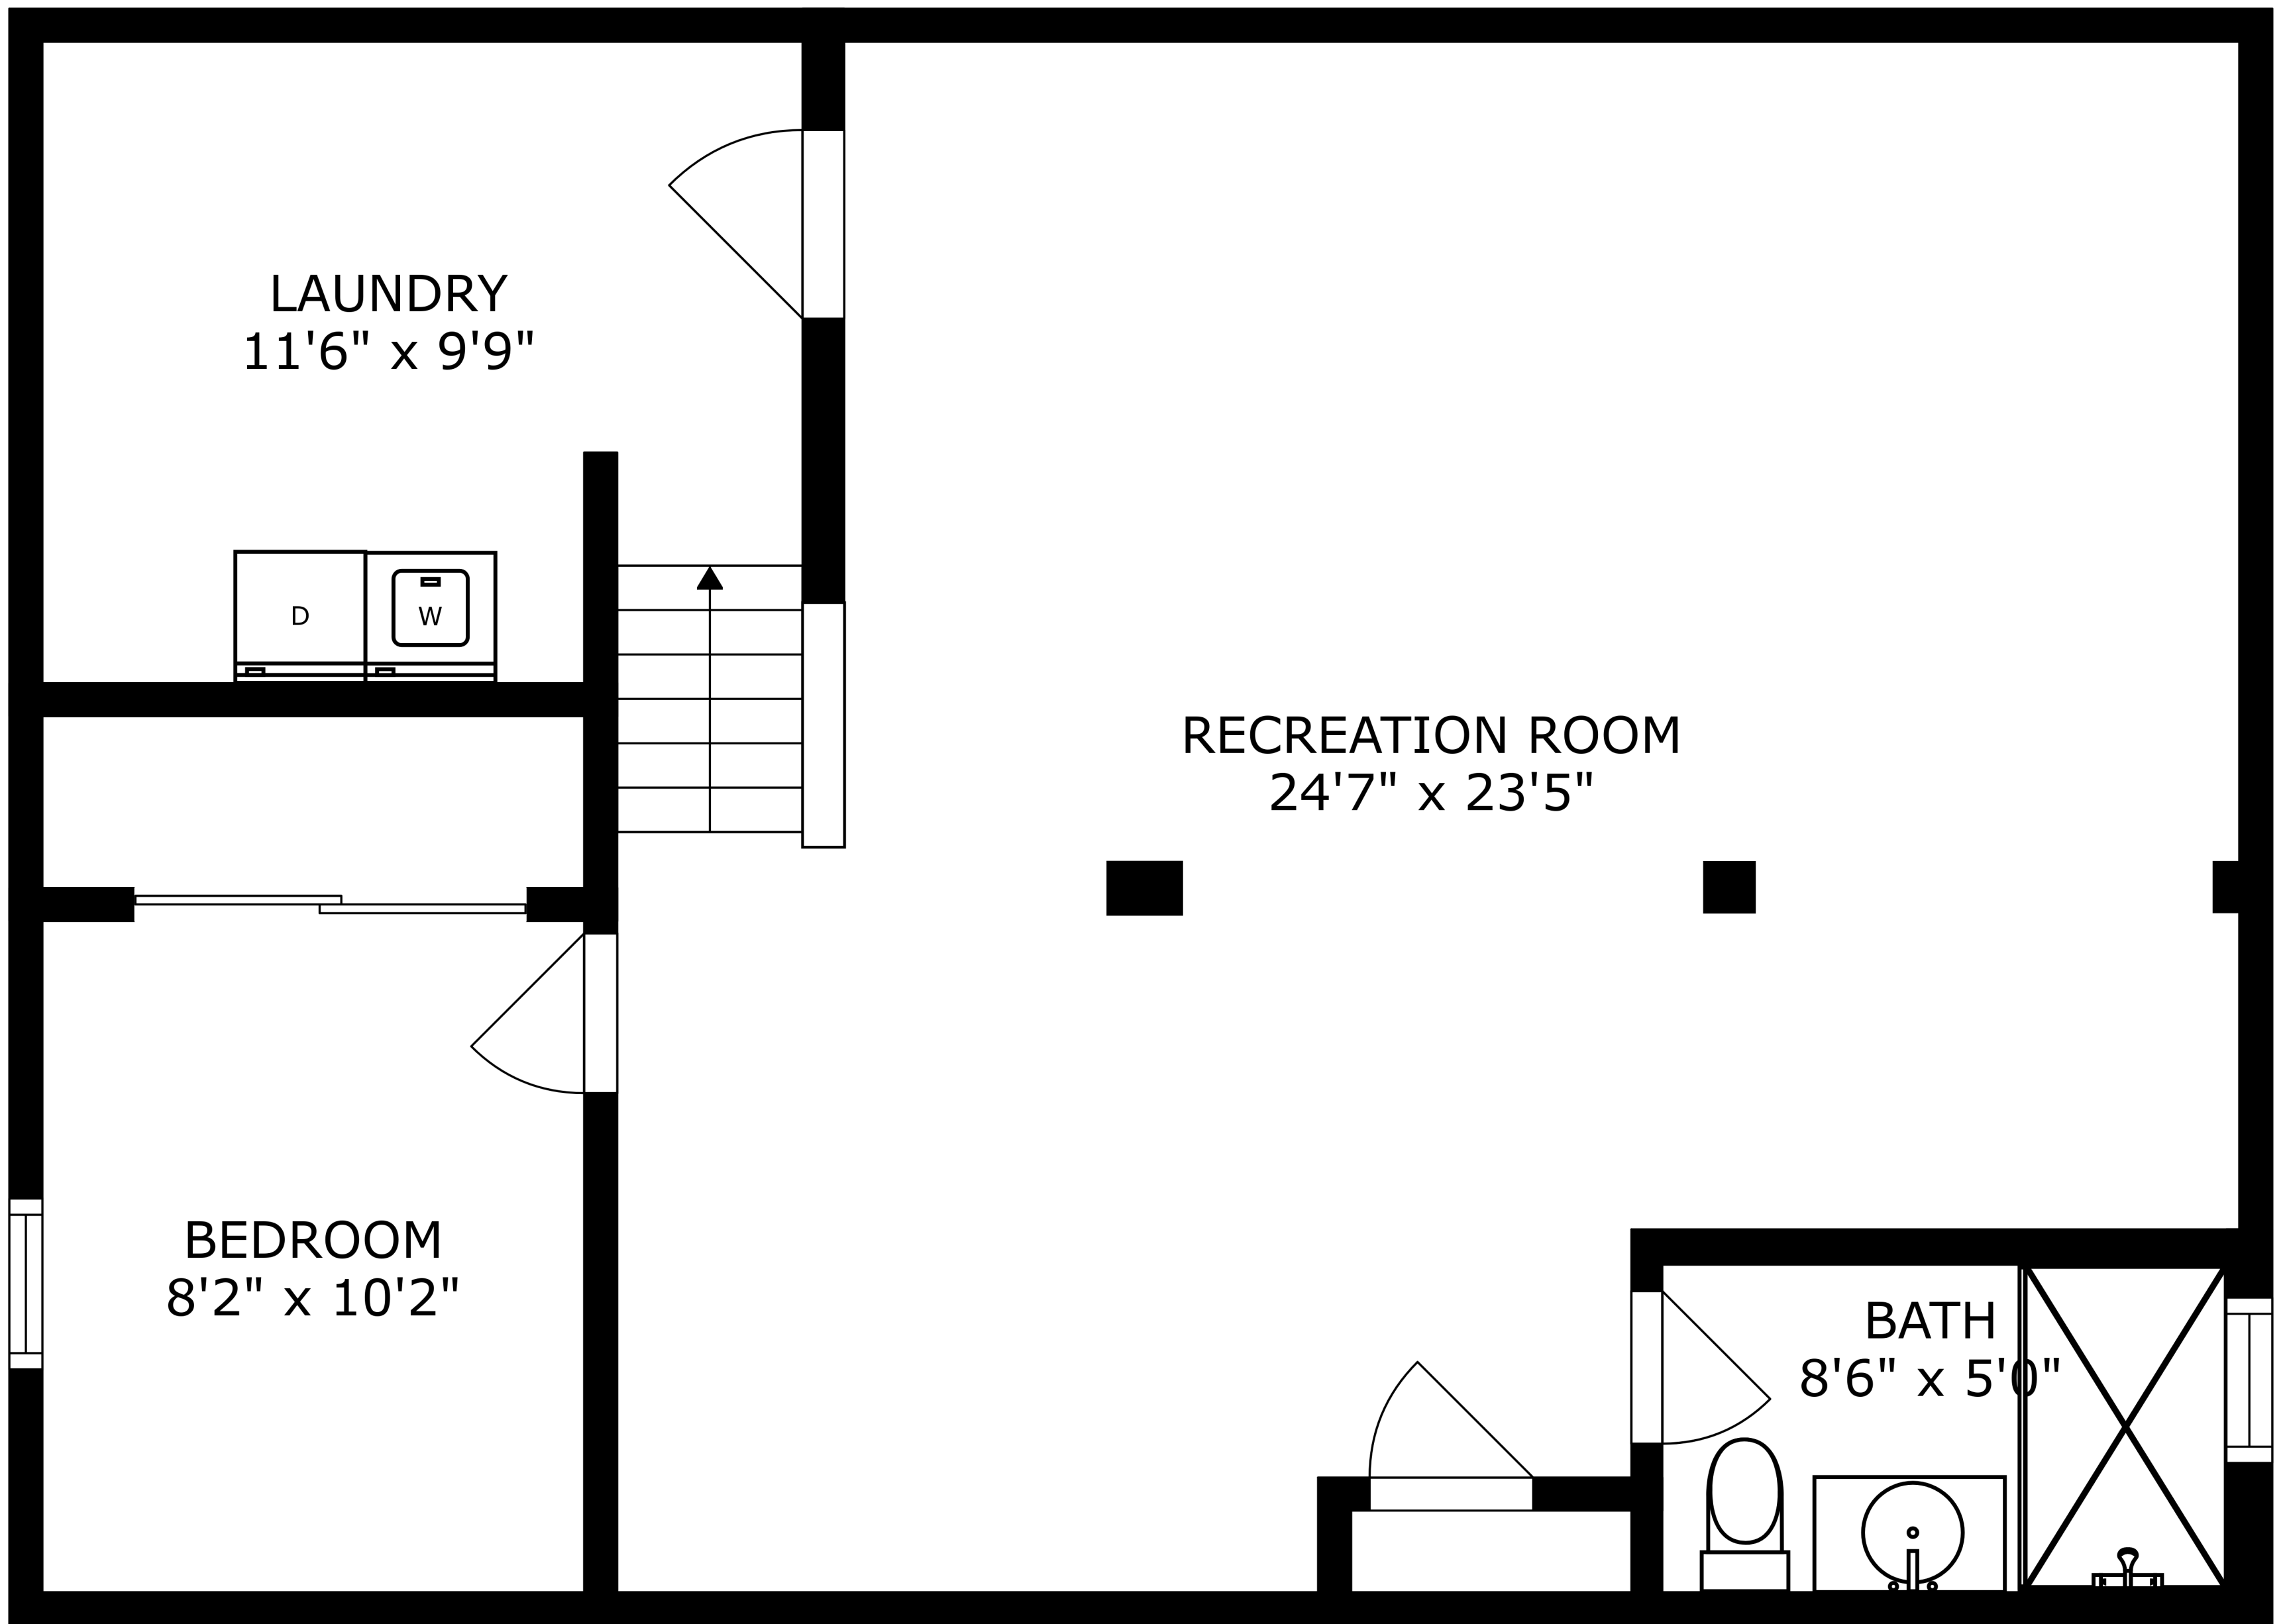 LAUNDRY
11'6" x 9'9"
D
W
RECREATION ROOM
24'7" x 23'5"
BEDROOM
8'2" x 10'2"
BATH
8'6" x 5'0"